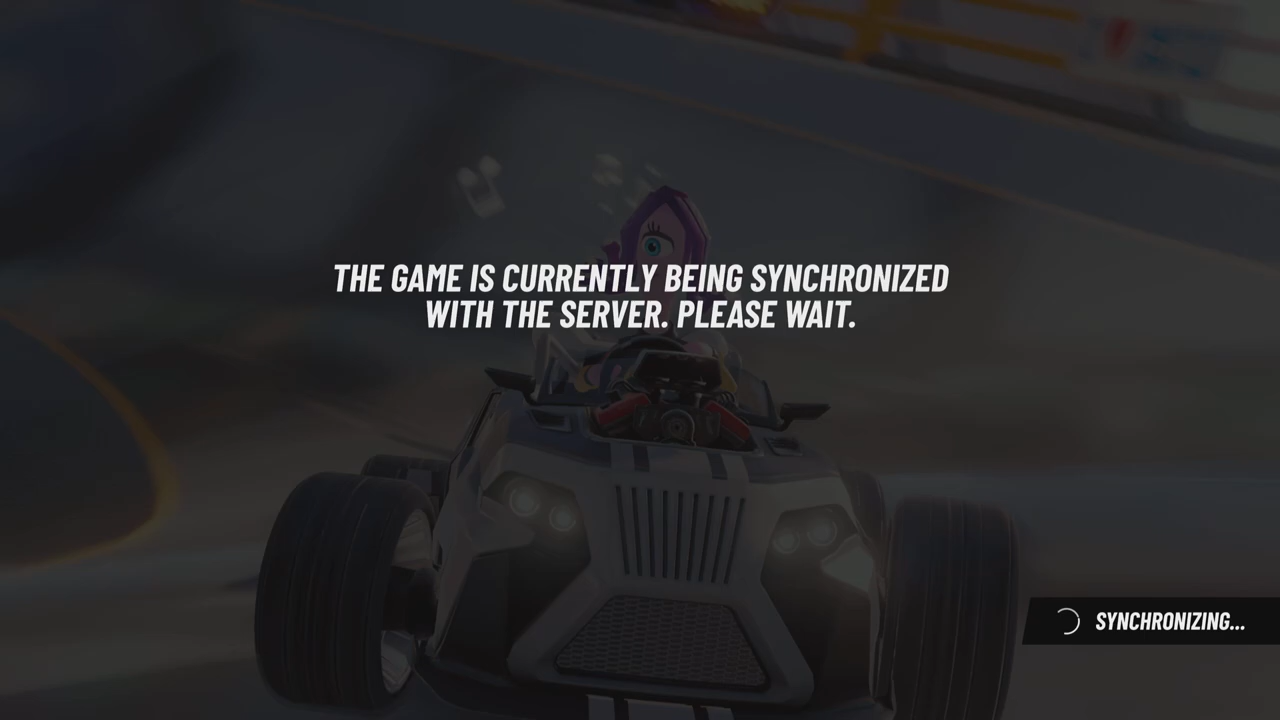 THE GAME IS CURRENTLY BEING SYNCHRONIZED
WITH THE SERVER. PLEASE WAIT.
SYNCHRONIZING...